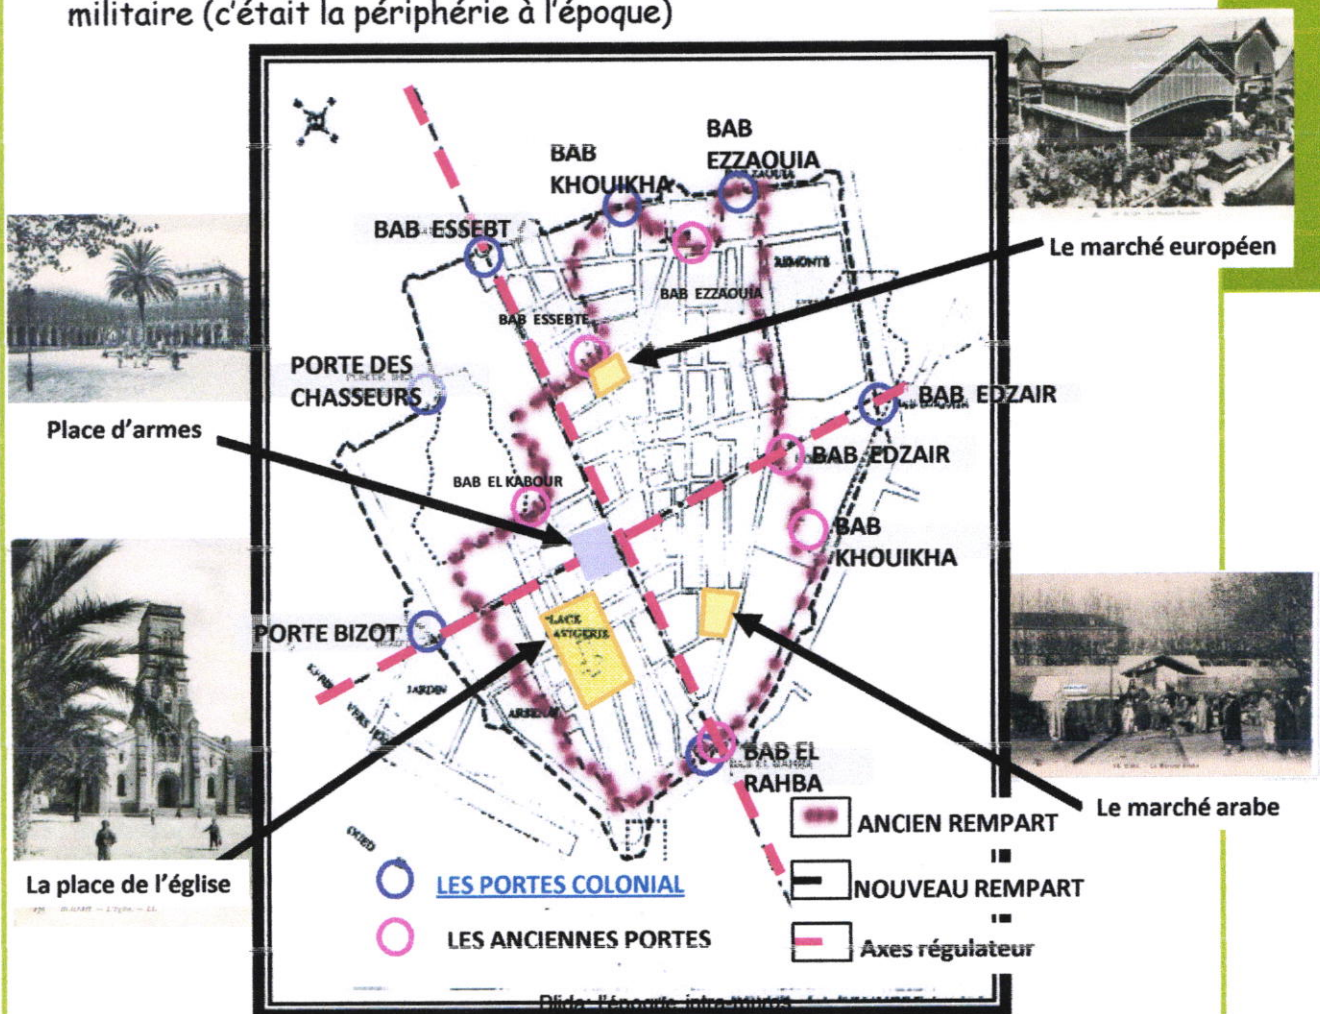 militaire (c'était la périphérie à l'époque)
BAB
EZZAOUIA
BAB
KHOUIKHA
BAB ESSEBT
Le marché européen
REMONTE
BAB EZZAOUIA
BAB ESSEBTE
PORTE DES
CHASSEURS
BAB EDZAIR
Place d'armes
BAB EDZAIR
BAB EL KABOUR
BAB
KHOUIKHA
PORTE BIZOT
JARDIN
ARSENAL
BAB EL
RAHBA
Le marché arabe
OUED
ANCIEN REMPART
La place de l'église
LES PORTES COLONIAL
NOUVEAU REMPART
LES ANCIENNES PORTES
Axes régulateur